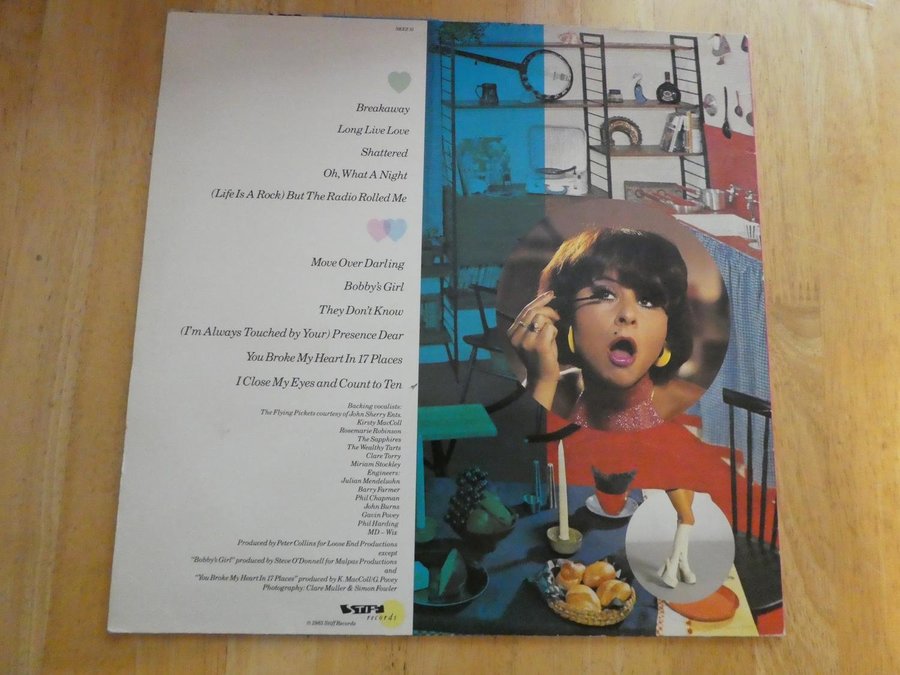 SEEZ 51
Breakaway
Long Live Love
Shattered
Oh, What A Night
(Life Is A Rock) But The Radio Rolled Me
Move Over Darling
Bobby's Girl
They Don't Know
(I'm Always Touched by Your) Presence Dear
You Broke My Heart In 17 Places
I Close My Eyes and Count to Ten
Backing vocalists:
The Flying Pickets courtesy of John Sherry Ents.
Kirsty MacColl
Rosemarie Robinson
The Sapphires
The Wealthy Tarts
Clare Torry
Miriam Stockley
Engineers:
Julian Mendelsohn
Barry Farmer
Phil Chapman
John Burns
Gavin Povey
Phil Harding
MD – Wix
Produced by Peter Collins for Loose End Productions
except
"Bobby's Girl" produced by Steve O'Donnell for Malpas Productions
and
"You Broke My Heart In 17 Places" produced by K. MacColl/G. Povey
Photography: Clare Muller & Simon Fowler
STIFF
records
© 1983 Stiff Records